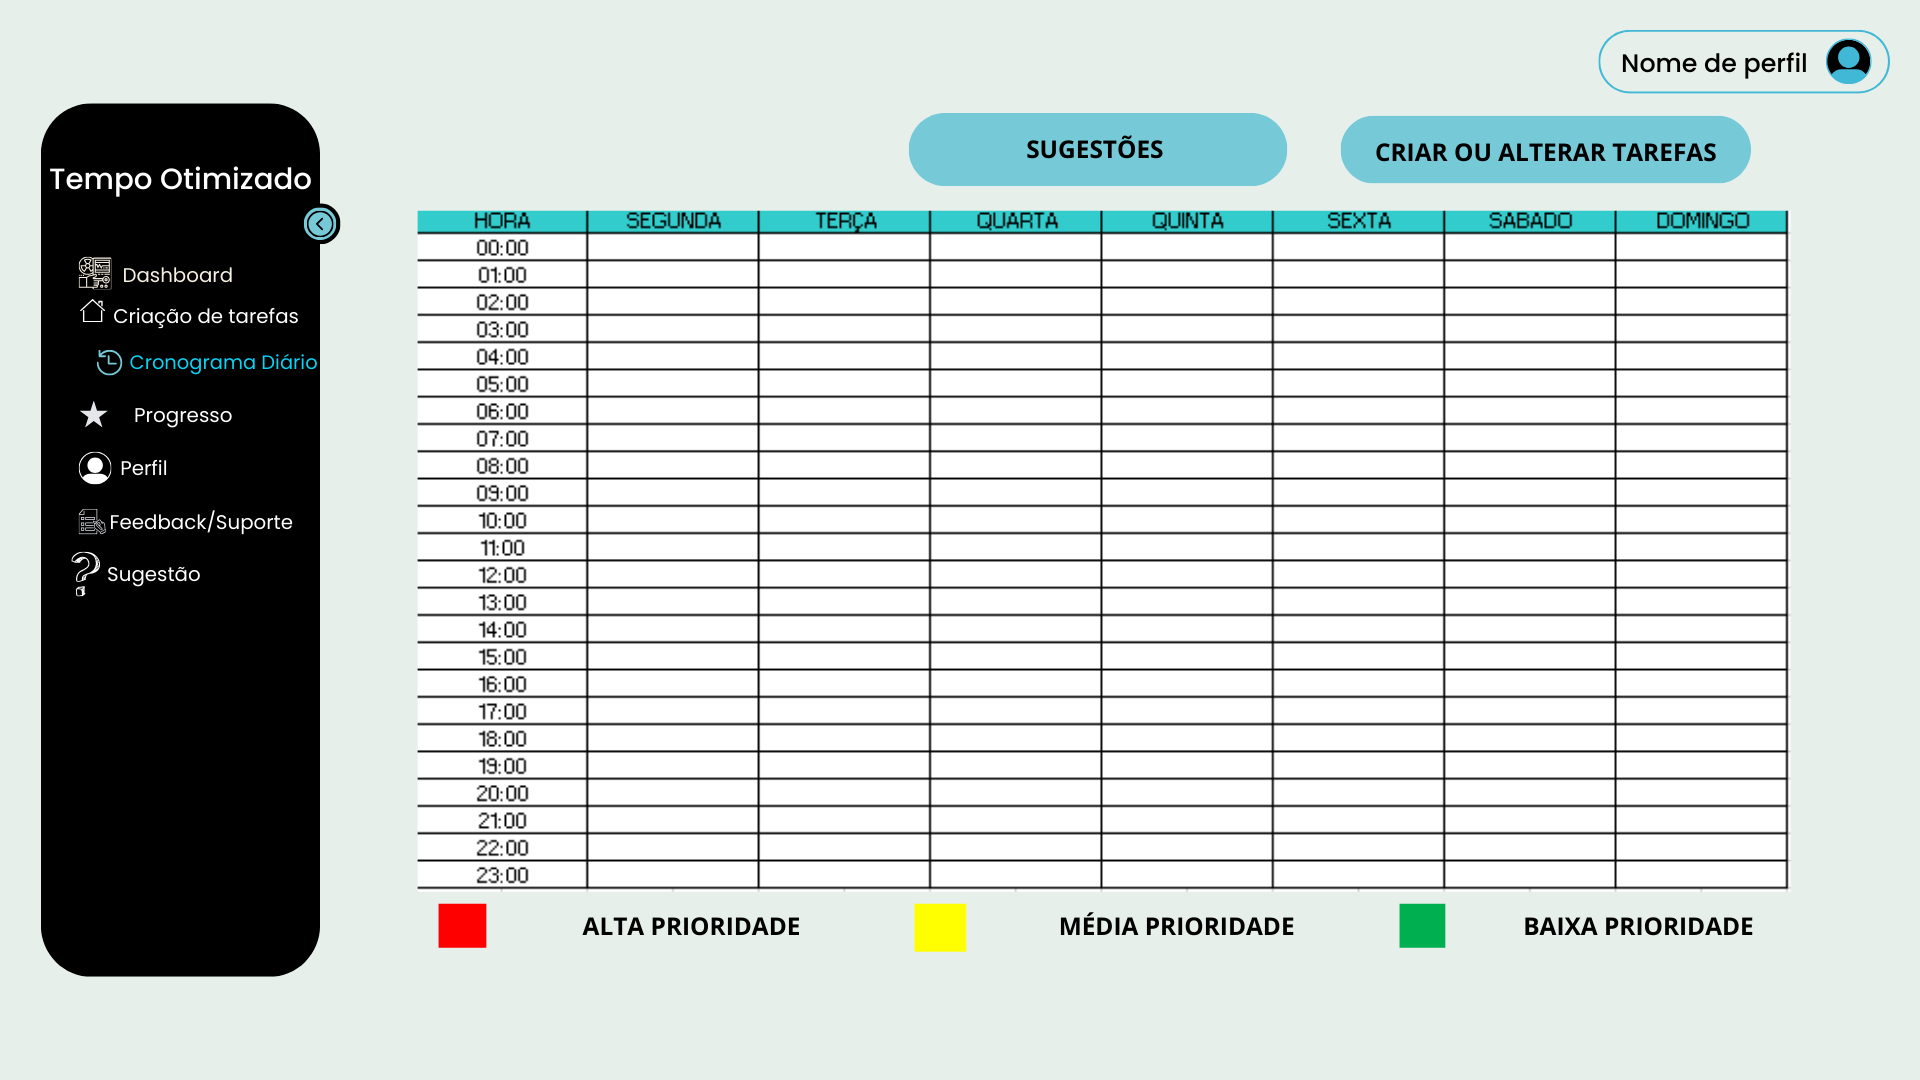 Nome de perfil
Tempo Otimizado
Dashboard
Criação de tarefas
Cronograma Diário
Progresso
Perfil
Feedback/Suporte
Sugestão
SUGESTÕES
CRIAR OU ALTERAR TAREFAS
HORA SEGUNDA TERÇA QUARTA QUINTA SEXTA SABADO DOMINGO
00:00
01:00
02:00
03:00
04:00
05:00
06:00
07:00
08:00
09:00
10:00
11:00
12:00
13:00
14:00
15:00
16:00
17:00
18:00
19:00
20:00
21:00
22:00
23:00
ALTA PRIORIDADE MÉDIA PRIORIDADE BAIXA PRIORIDADE